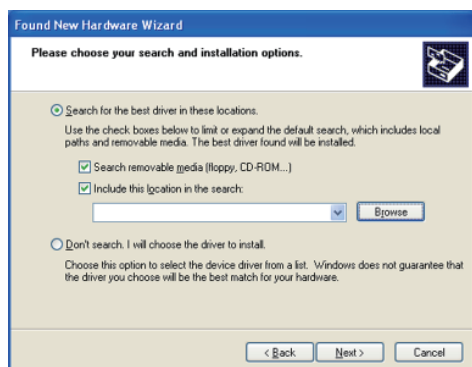 Found New Hardware Wizard
Please choose your search and installation options.
Search for the best driver in these locations.
Use the check boxes below to limit or expand the default search, which includes local
paths and removable media. The best driver found will be installed.
Search removable media (floppy, CD-ROM...)
Include this location in the search:
Browse
Don't search. I will choose the driver to install.
Choose this option to select the device driver from a list. Windows does not guarantee that
the driver you choose will be the best match for your hardware.
< Back Next > Cancel